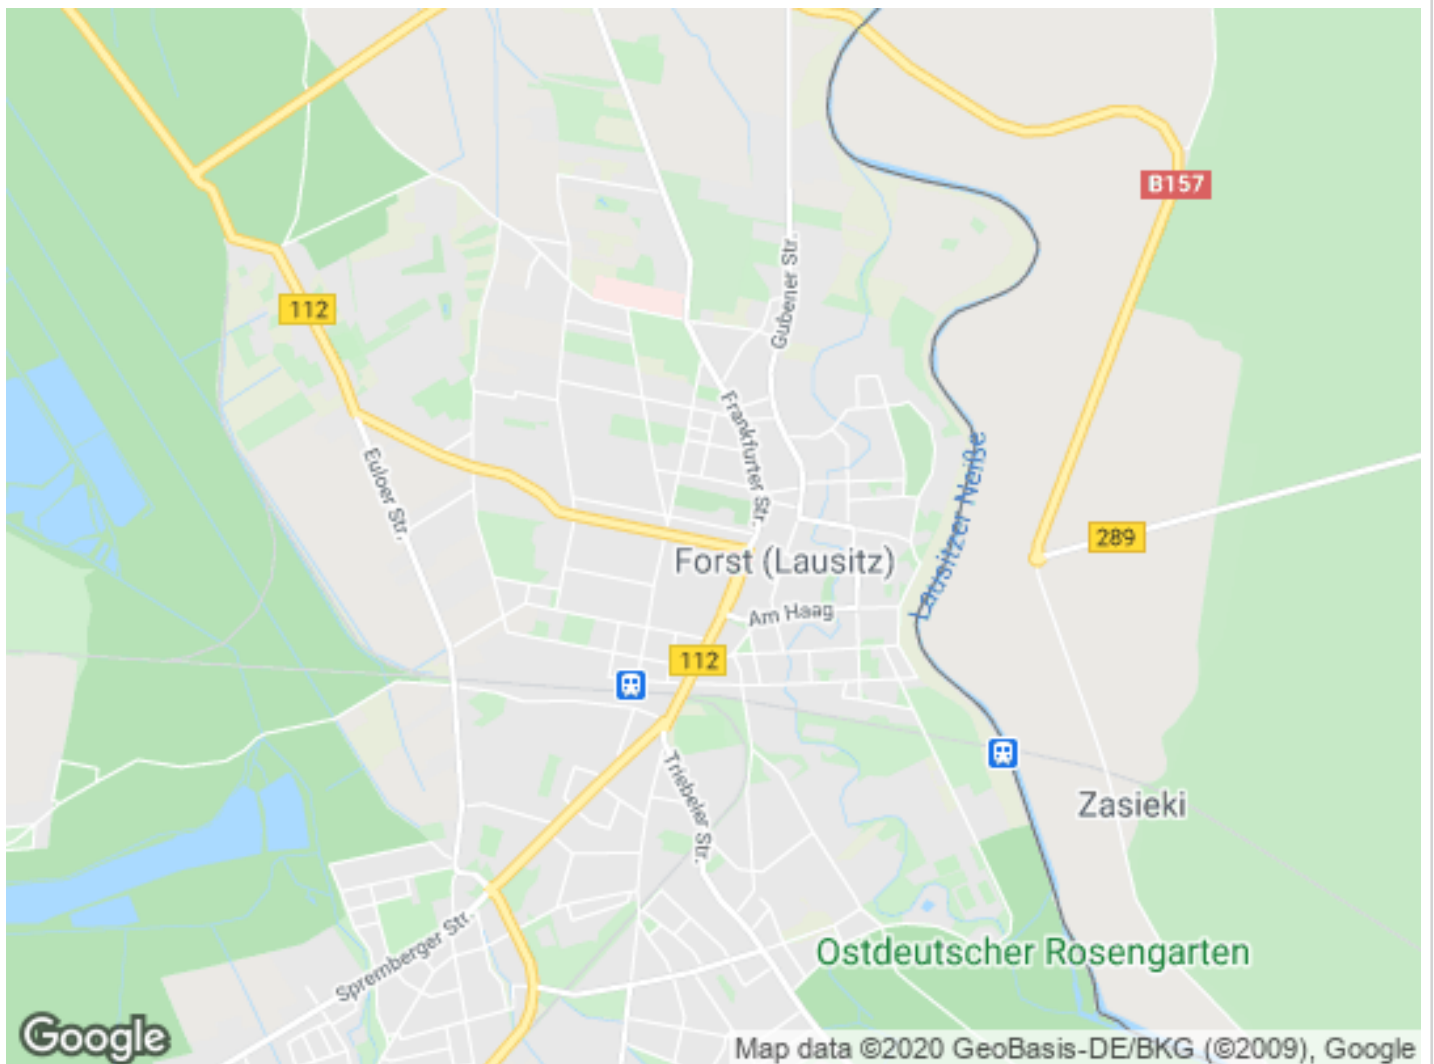 B157
Gubener Str.
112
Frankfurter Str.
Euloer Str.
Lausitzer Neiße
289
Forst (Lausitz)
Am Haag
112
Triebeler Str.
Zasieki
Spremberger Str.
Ostdeutscher Rosengarten
Google
Map data ©2020 GeoBasis-DE/BKG (©2009), Google